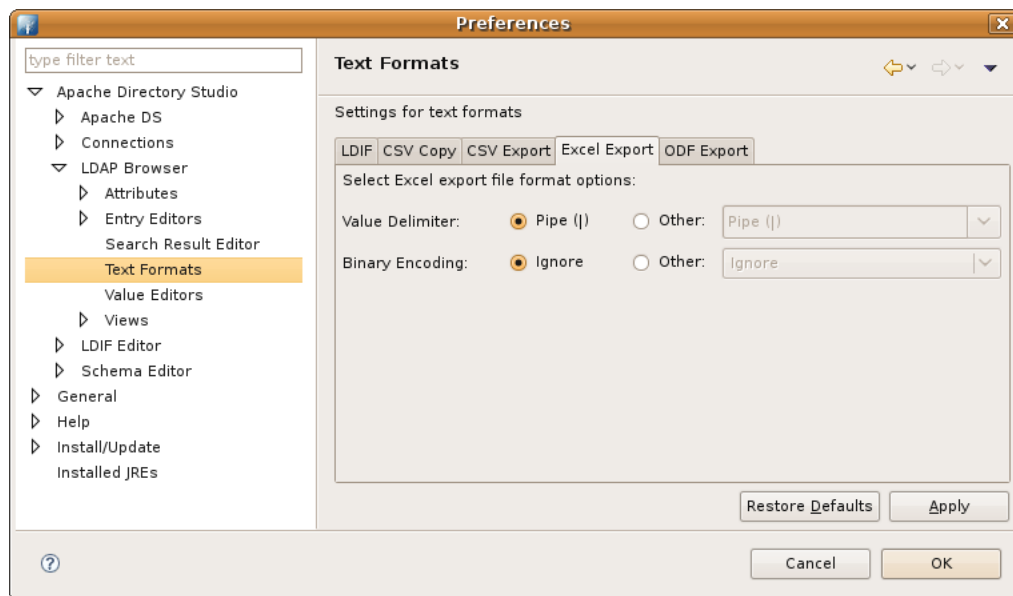 Preferences
type filter text
Apache Directory Studio
Apache DS
Connections
LDAP Browser
Attributes
Entry Editors
Search Result Editor
Text Formats
Value Editors
Views
LDIF Editor
Schema Editor
General
Help
Install/Update
Installed JREs
Text Formats
Settings for text formats
LDIF CSV Copy CSV Export Excel Export ODF Export
Select Excel export file format options:
Value Delimiter: Pipe (|) Other: Pipe (|)
Binary Encoding: Ignore Other: Ignore
Restore Defaults Apply
? Cancel OK